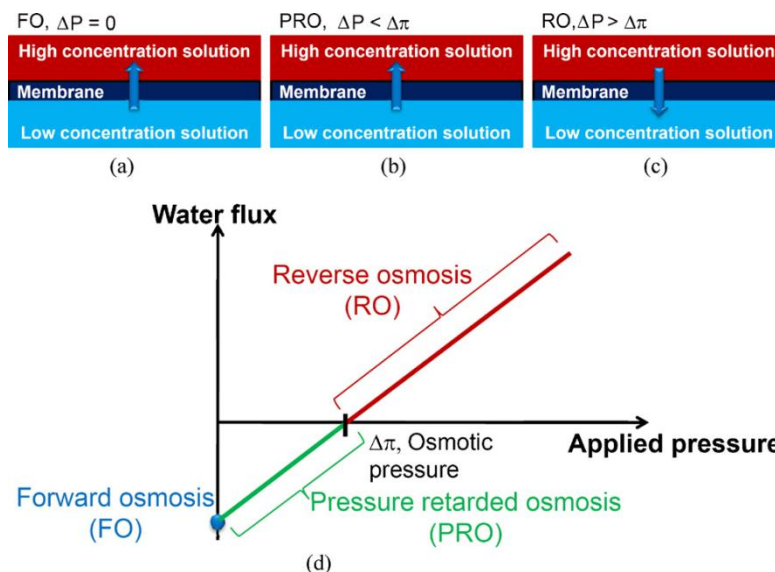 FO, ΔP = 0
High concentration solution
Membrane
Low concentration solution
(a)
PRO, ΔP < Δπ
High concentration solution
Membrane
Low concentration solution
(b)
RO,ΔP > Δπ
High concentration solution
Membrane
Low concentration solution
(c)
Water flux
Reverse osmosis
(RO)
Δπ, Osmotic
pressure
Applied pressure
Forward osmosis
(FO)
Pressure retarded osmosis
(PRO)
(d)